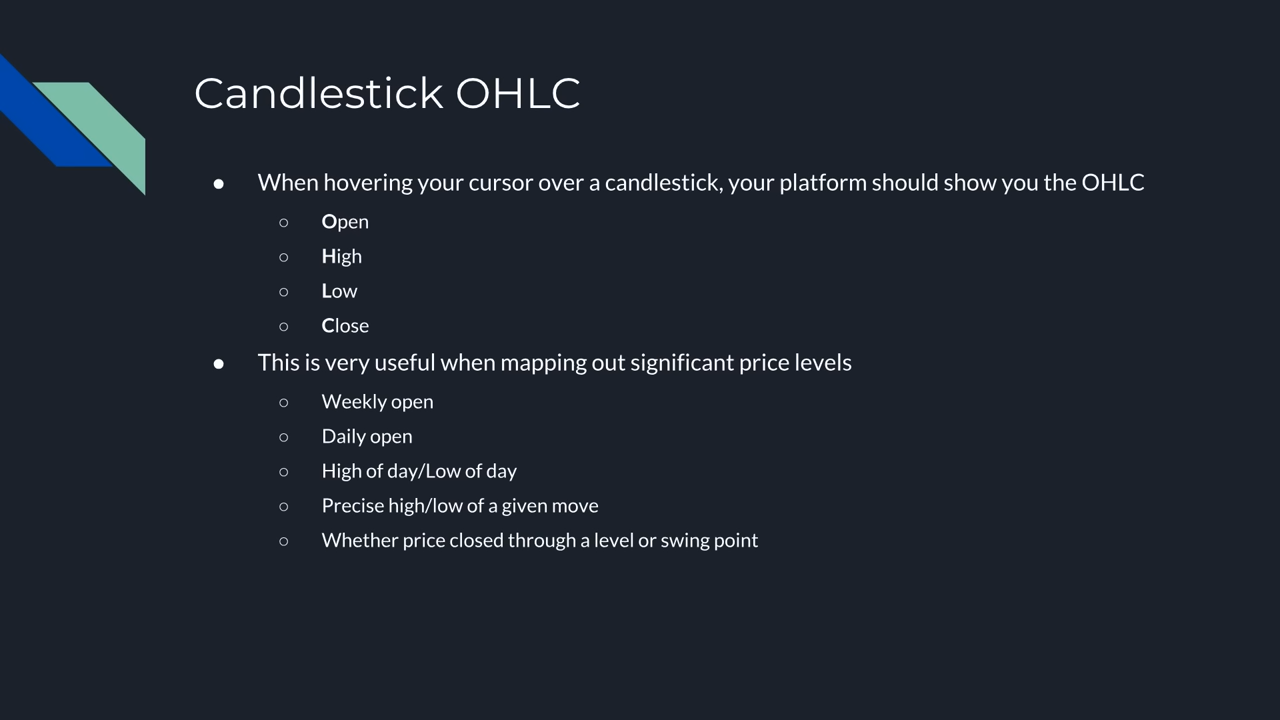 Candlestick OHLC
● When hovering your cursor over a candlestick, your platform should show you the OHLC
○ Open
○ High
○ Low
○ Close
● This is very useful when mapping out significant price levels
○ Weekly open
○ Daily open
○ High of day/Low of day
○ Precise high/low of a given move
○ Whether price closed through a level or swing point